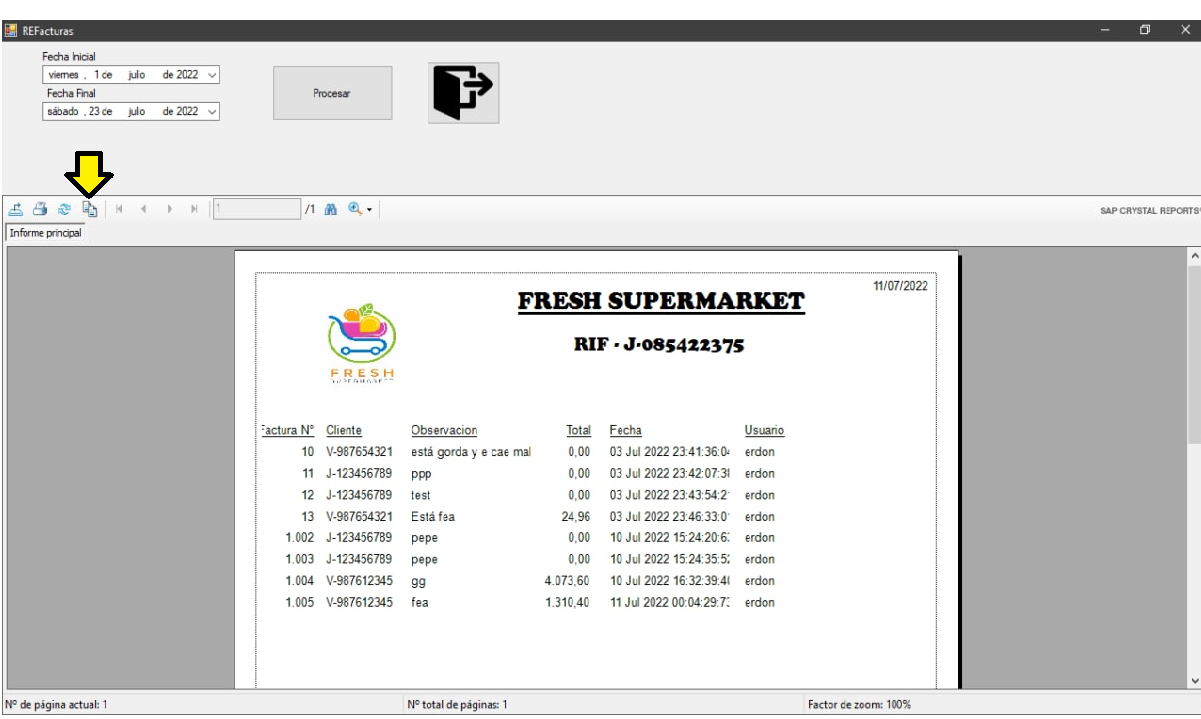 REFacturas
Fecha Inicial
viernes , 1 de julio de 2022
Fecha Final
sábado , 23 de julio de 2022
Procesar
1 /1
SAP CRYSTAL REPORTS®
Informe principal
11/07/2022
FRESH SUPERMARKET
RIF - J-085422375
FRESH
SUPERMARKET
Factura Nº Cliente Observacion Total Fecha Usuario
10 V-987654321 está gorda y e cae mal 0,00 03 Jul 2022 23:41:36:0 erdon
11 J-123456789 ppp 0,00 03 Jul 2022 23:42:07:3 erdon
12 J-123456789 test 0,00 03 Jul 2022 23:43:54:2 erdon
13 V-987654321 Está fea 24,96 03 Jul 2022 23:46:33:0 erdon
1.002 J-123456789 pepe 0,00 10 Jul 2022 15:24:20:6 erdon
1.003 J-123456789 pepe 0,00 10 Jul 2022 15:24:35:5 erdon
1.004 V-987612345 gg 4.073,60 10 Jul 2022 16:32:39:4 erdon
1.005 V-987612345 fea 1.310,40 11 Jul 2022 00:04:29:7 erdon
Nº de página actual: 1 Nº total de páginas: 1 Factor de zoom: 100%